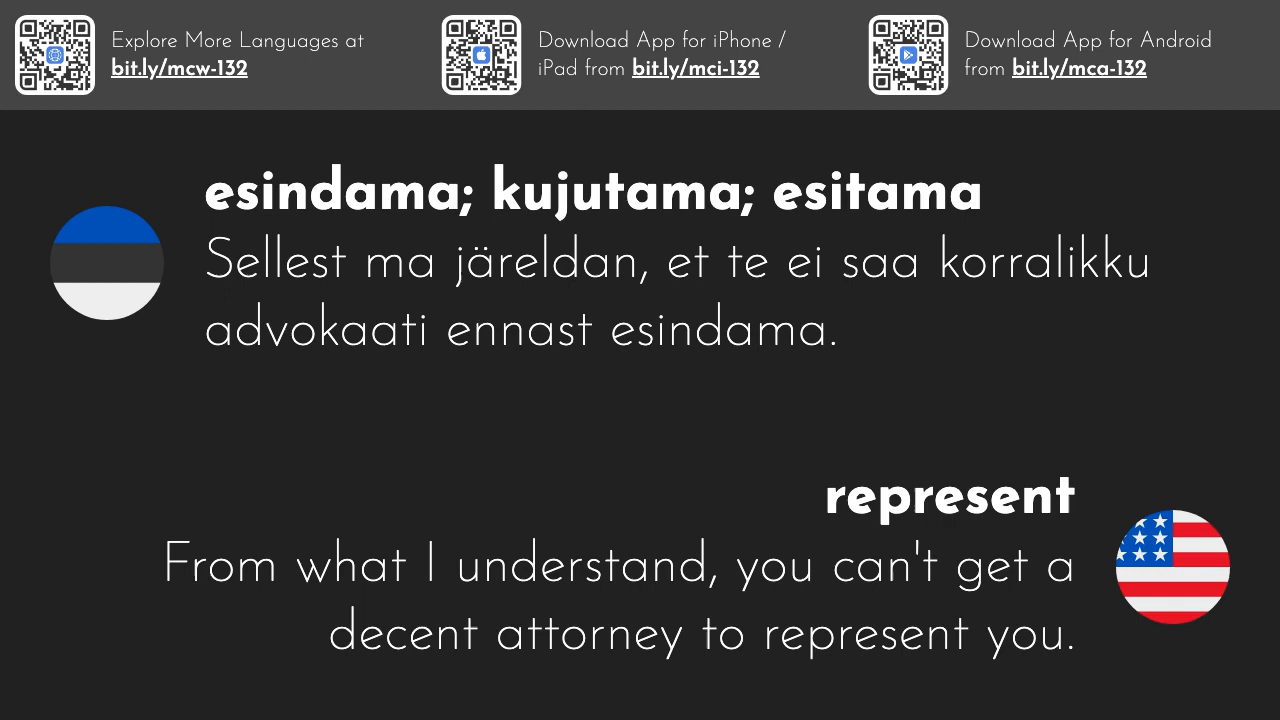 Explore More Languages at
bit.ly/mcw-132
Download App for iPhone /
iPad from bit.ly/mci-132
Download App for Android
from bit.ly/mca-132
esindama; kujutama; esitama
Sellest ma järeldan, et te ei saa korralikku
advokaati ennast esindama.
represent
From what I understand, you can't get a
decent attorney to represent you.